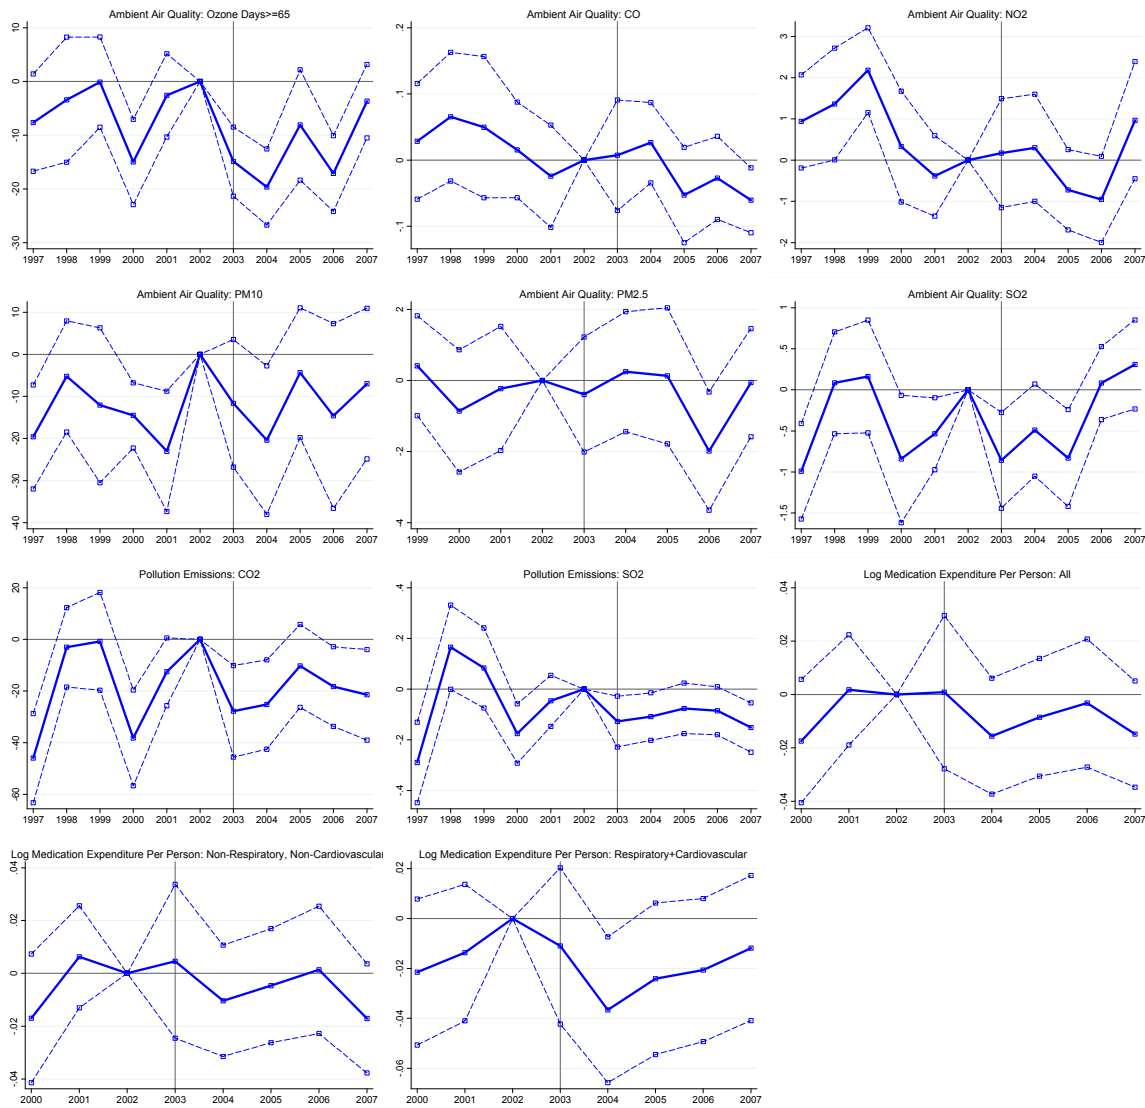 Ambient Air Quality: Ozone Days>=65
10
0
-10
-20
-30
1997 1998 1999 2000 2001 2002 2003 2004 2005 2006 2007
Ambient Air Quality: CO
.2
.1
0
-.1
1997 1998 1999 2000 2001 2002 2003 2004 2005 2006 2007
Ambient Air Quality: NO2
3
2
1
0
-1
-2
1997 1998 1999 2000 2001 2002 2003 2004 2005 2006 2007
Ambient Air Quality: PM10
10
0
-10
-20
-30
-40
1997 1998 1999 2000 2001 2002 2003 2004 2005 2006 2007
Ambient Air Quality: PM2.5
2
0
-2
-4
1999 2000 2001 2002 2003 2004 2005 2006 2007
Ambient Air Quality: SO2
1
.5
0
-.5
-1
-1.5
1997 1998 1999 2000 2001 2002 2003 2004 2005 2006 2007
Pollution Emissions: CO2
20
0
-20
-40
-60
1997 1998 1999 2000 2001 2002 2003 2004 2005 2006 2007
Pollution Emissions: SO2
.4
.2
0
-.2
-.4
1997 1998 1999 2000 2001 2002 2003 2004 2005 2006 2007
Log Medication Expenditure Per Person: All
.04
.02
0
-.02
-.04
2000 2001 2002 2003 2004 2005 2006 2007
Log Medication Expenditure Per Person: Non-Respiratory, Non-Cardiovascular
.04
.02
0
-.02
-.04
2000 2001 2002 2003 2004 2005 2006 2007
Log Medication Expenditure Per Person: Respiratory+Cardiovascular
.02
0
-.02
-.04
-.06
2000 2001 2002 2003 2004 2005 2006 2007